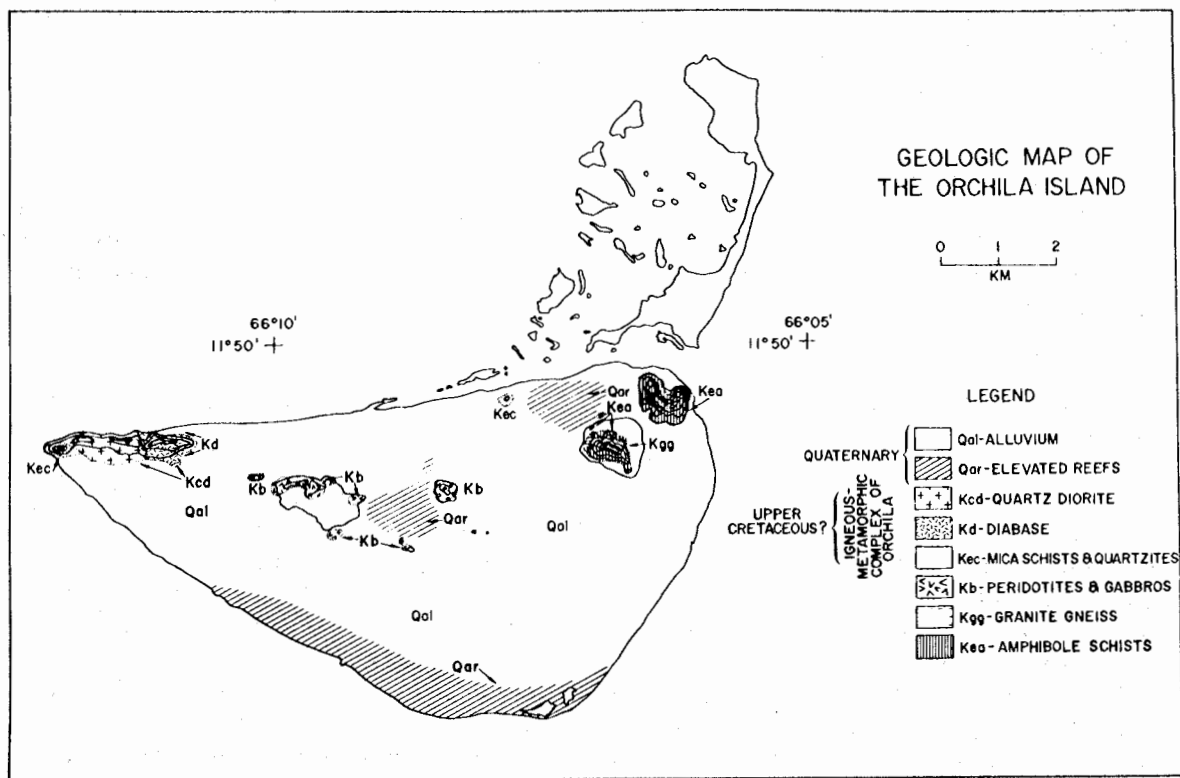 GEOLOGIC MAP OF
THE ORCHILA ISLAND
0 1 2
KM
66°10'
11°50'
66°05'
11°50'
Kec
Qar
Kea
Kea
Kgg
Kd
Kec
Kcd
Qal
Kb
Kb
Kb
Qar
Kb
Qal
Qal
Qar
LEGEND
QUATERNARY
Qal-ALLUVIUM
Qar-ELEVATED REEFS
UPPER
CRETACEOUS?
IGNEOUS-
METAMORPHIC
COMPLEX OF
ORCHILA
Kcd-QUARTZ DIORITE
Kd-DIABASE
Kec-MICA SCHISTS & QUARTZITES
Kb-PERIDOTITES & GABBROS
Kgg-GRANITE GNEISS
Kea-AMPHIBOLE SCHISTS